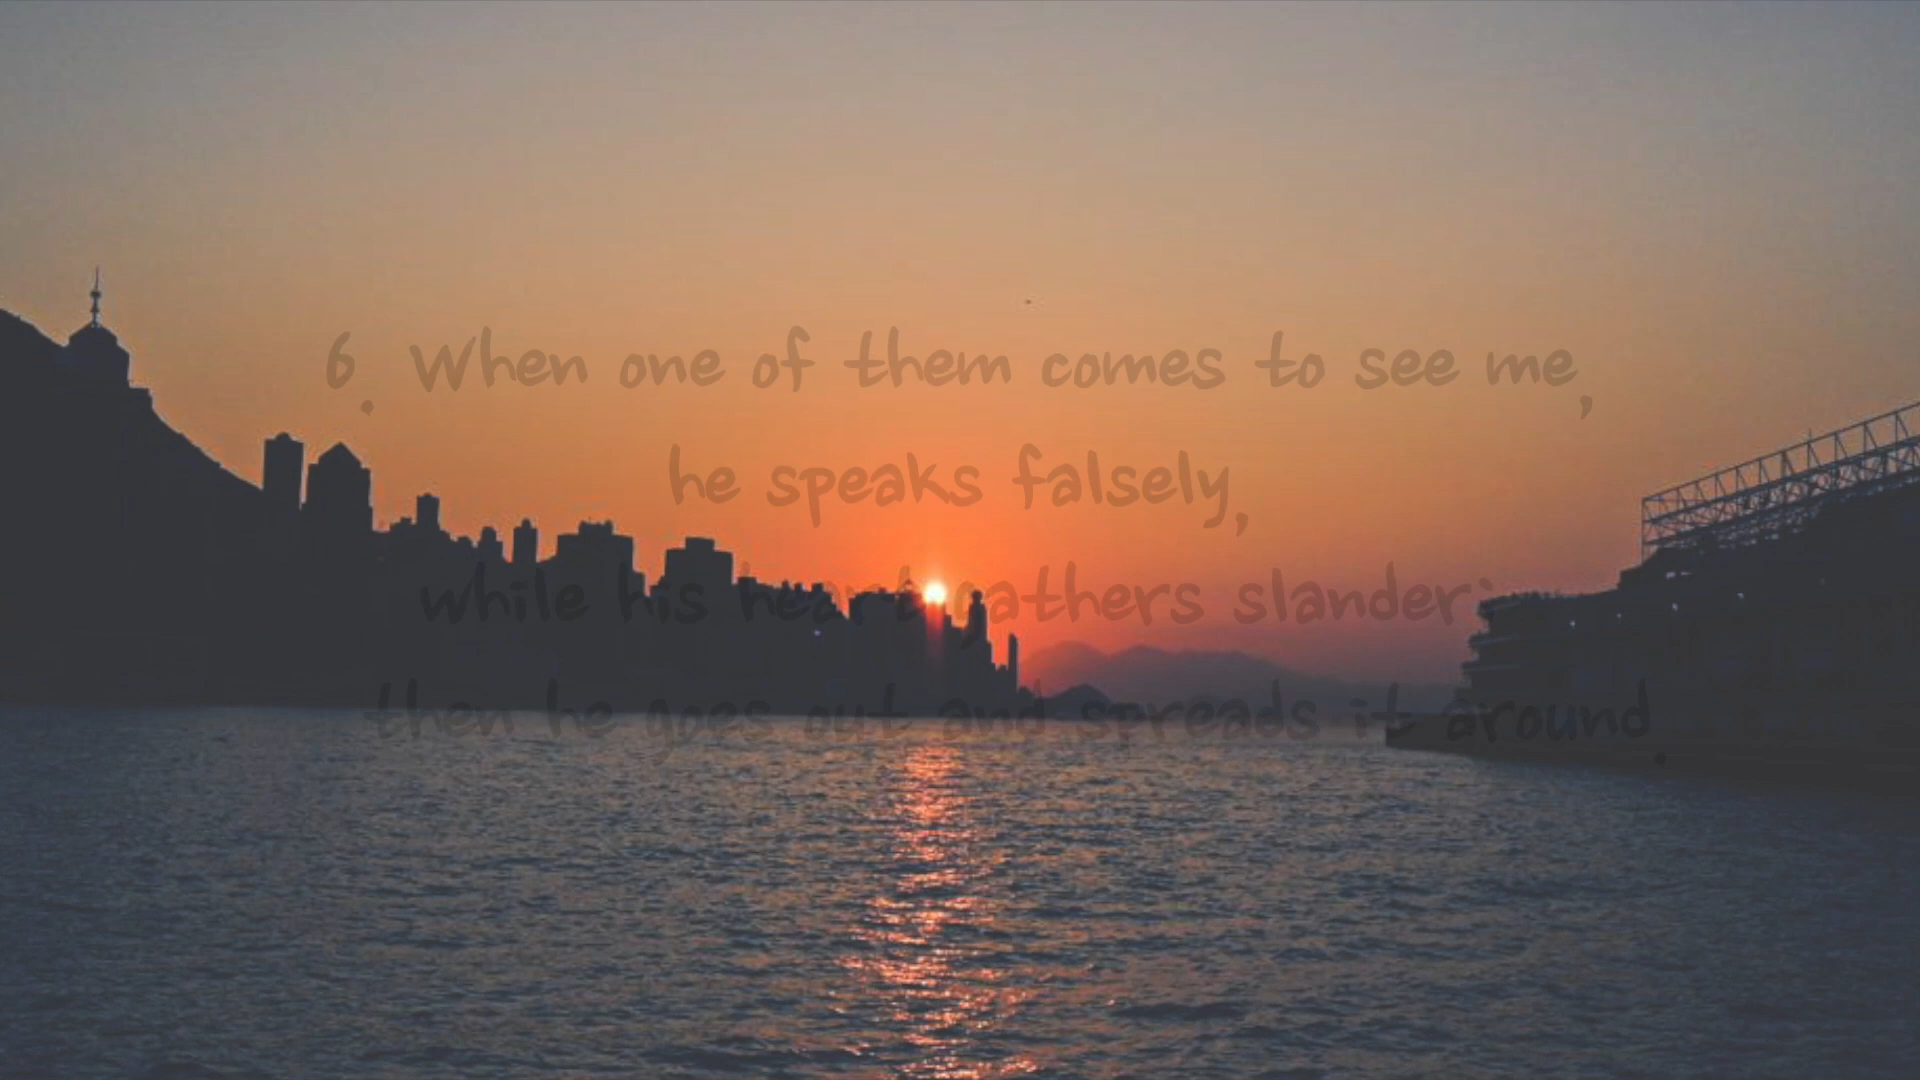 6. When one of them comes to see me,
he speaks falsely,
while his heart gathers slander;
then he goes out and spreads it around.